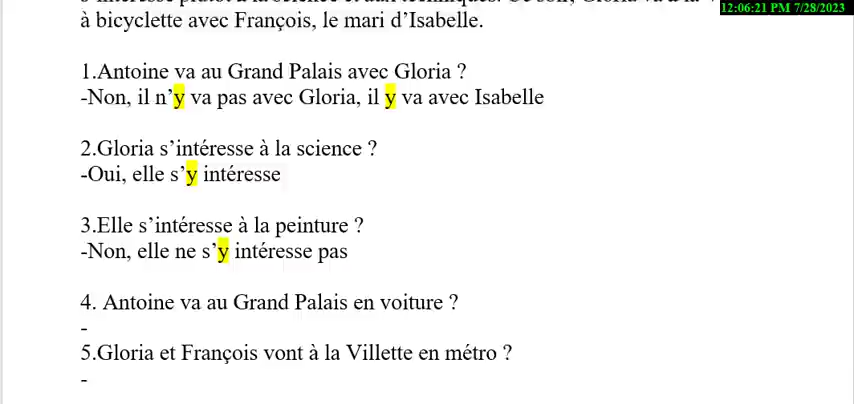 12:06:21 PM 7/28/2023
à bicyclette avec François, le mari d’Isabelle.
1.Antoine va au Grand Palais avec Gloria ?
-Non, il n’y va pas avec Gloria, il y va avec Isabelle
2.Gloria s’intéresse à la science ?
-Oui, elle s’y intéresse
3.Elle s’intéresse à la peinture ?
-Non, elle ne s’y intéresse pas
4. Antoine va au Grand Palais en voiture ?
-
5.Gloria et François vont à la Villette en métro ?
-